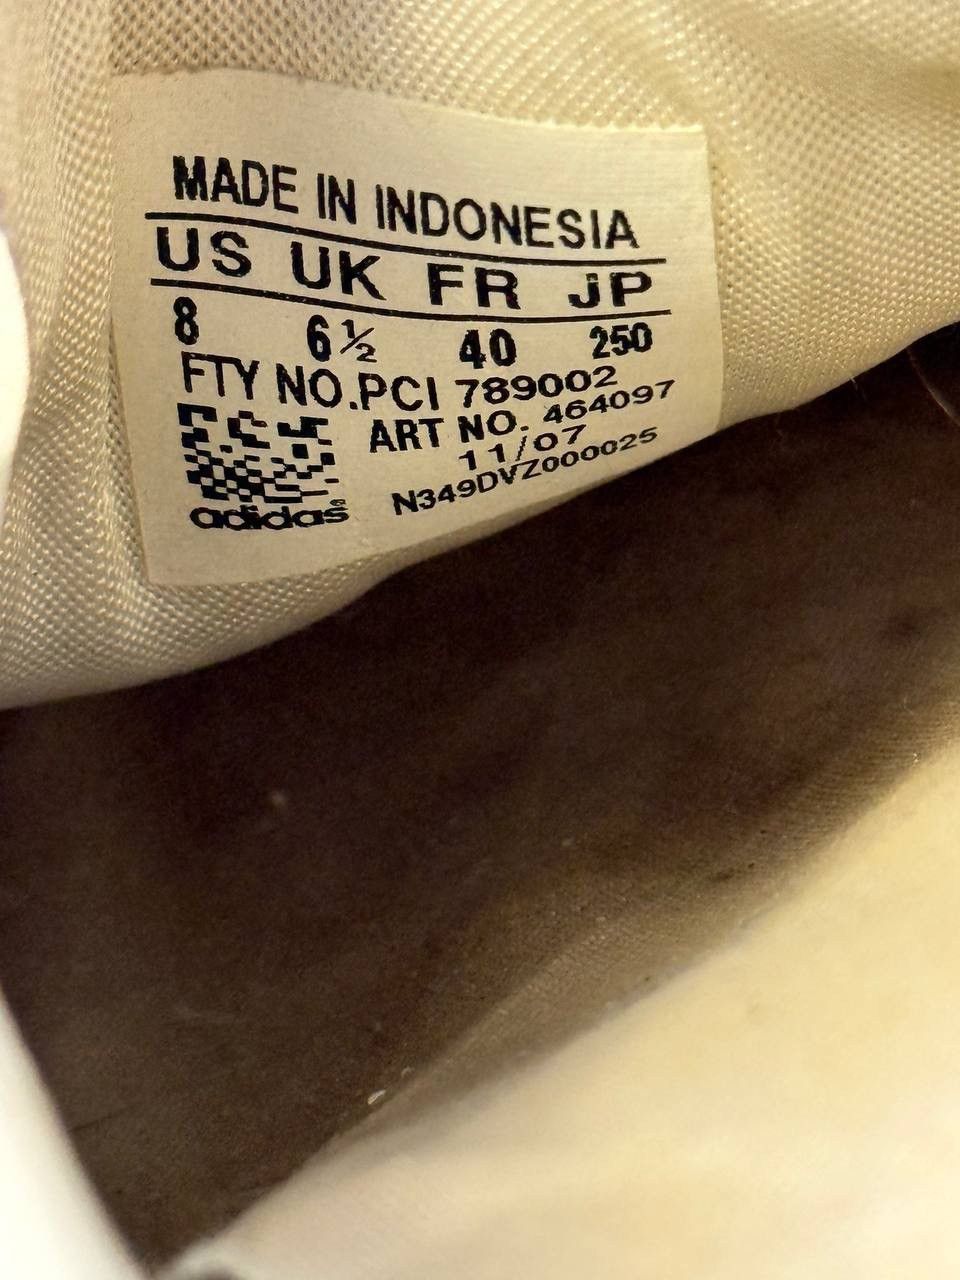 MADE IN INDONESIA
US UK FR JP
8 6½ 40 250
FTY NO.PCI 789002
ART NO. 464097
11/07
N349DVZ000025
adidas